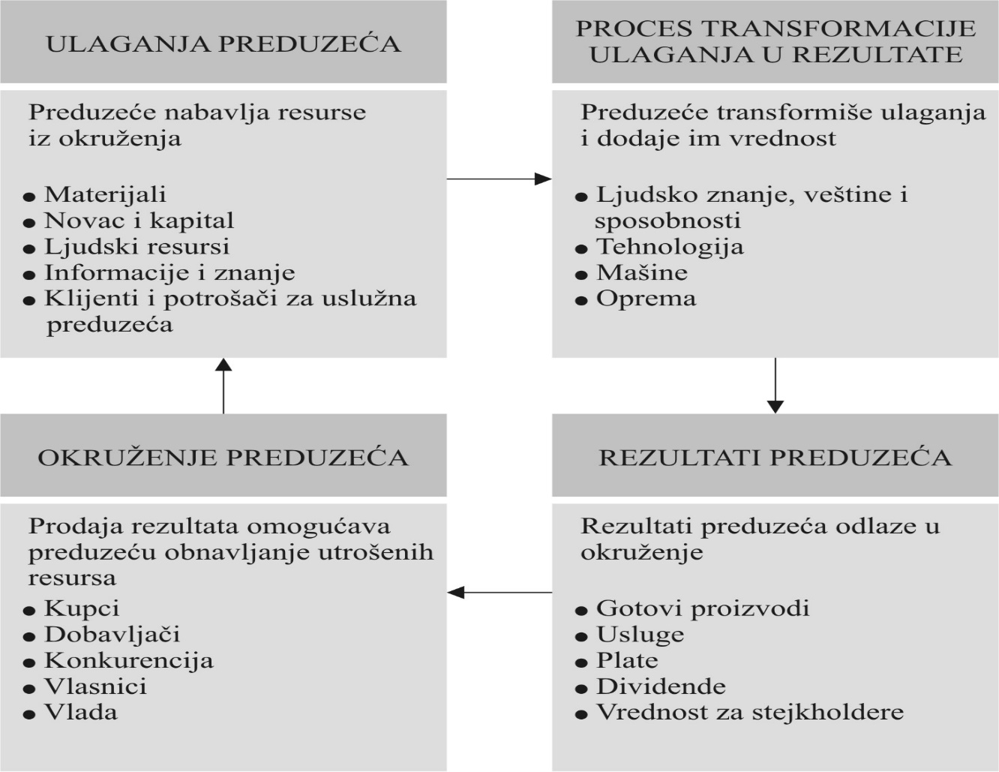 ULAGANJA PREDUZEĆA
Preduzeće nabavlja resurse
iz okruženja
● Materijali
● Novac i kapital
● Ljudski resursi
● Informacije i znanje
● Klijenti i potrošači za uslužna
preduzeća
PROCES TRANSFORMACIJE
ULAGANJA U REZULTATE
Preduzeće transformiše ulaganja
i dodaje im vrednost
● Ljudsko znanje, veštine i
sposobnosti
● Tehnologija
● Mašine
● Oprema
OKRUŽENJE PREDUZEĆA
Prodaja rezultata omogućava
preduzeću obnavljanje utrošenih
resursa
● Kupci
● Dobavljači
● Konkurencija
● Vlasnici
● Vlada
REZULTATI PREDUZEĆA
Rezultati preduzeća odlaze u
okruženje
● Gotovi proizvodi
● Usluge
● Plate
● Dividende
● Vrednost za stejkholdere